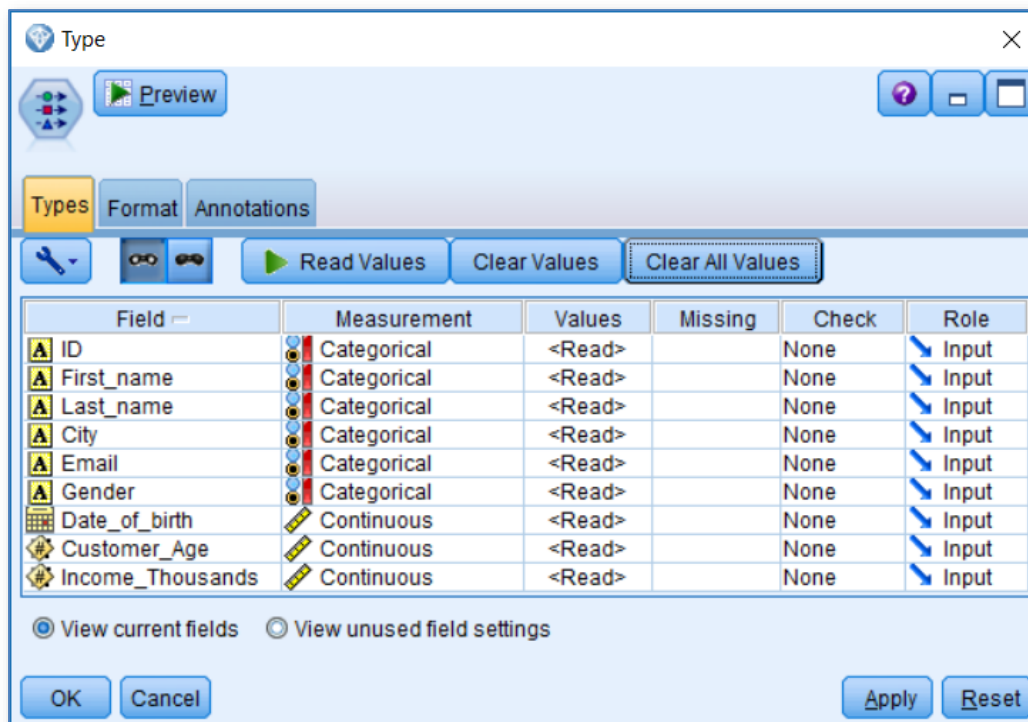 Type
Preview
Types Format Annotations
Read Values Clear Values Clear All Values
Field Measurement Values Missing Check Role
A ID Categorical <Read> None Input
A First_name Categorical <Read> None Input
A Last_name Categorical <Read> None Input
A City Categorical <Read> None Input
A Email Categorical <Read> None Input
A Gender Categorical <Read> None Input
Date_of_birth Continuous <Read> None Input
# Customer_Age Continuous <Read> None Input
# Income_Thousands Continuous <Read> None Input
View current fields View unused field settings
OK Cancel Apply Reset